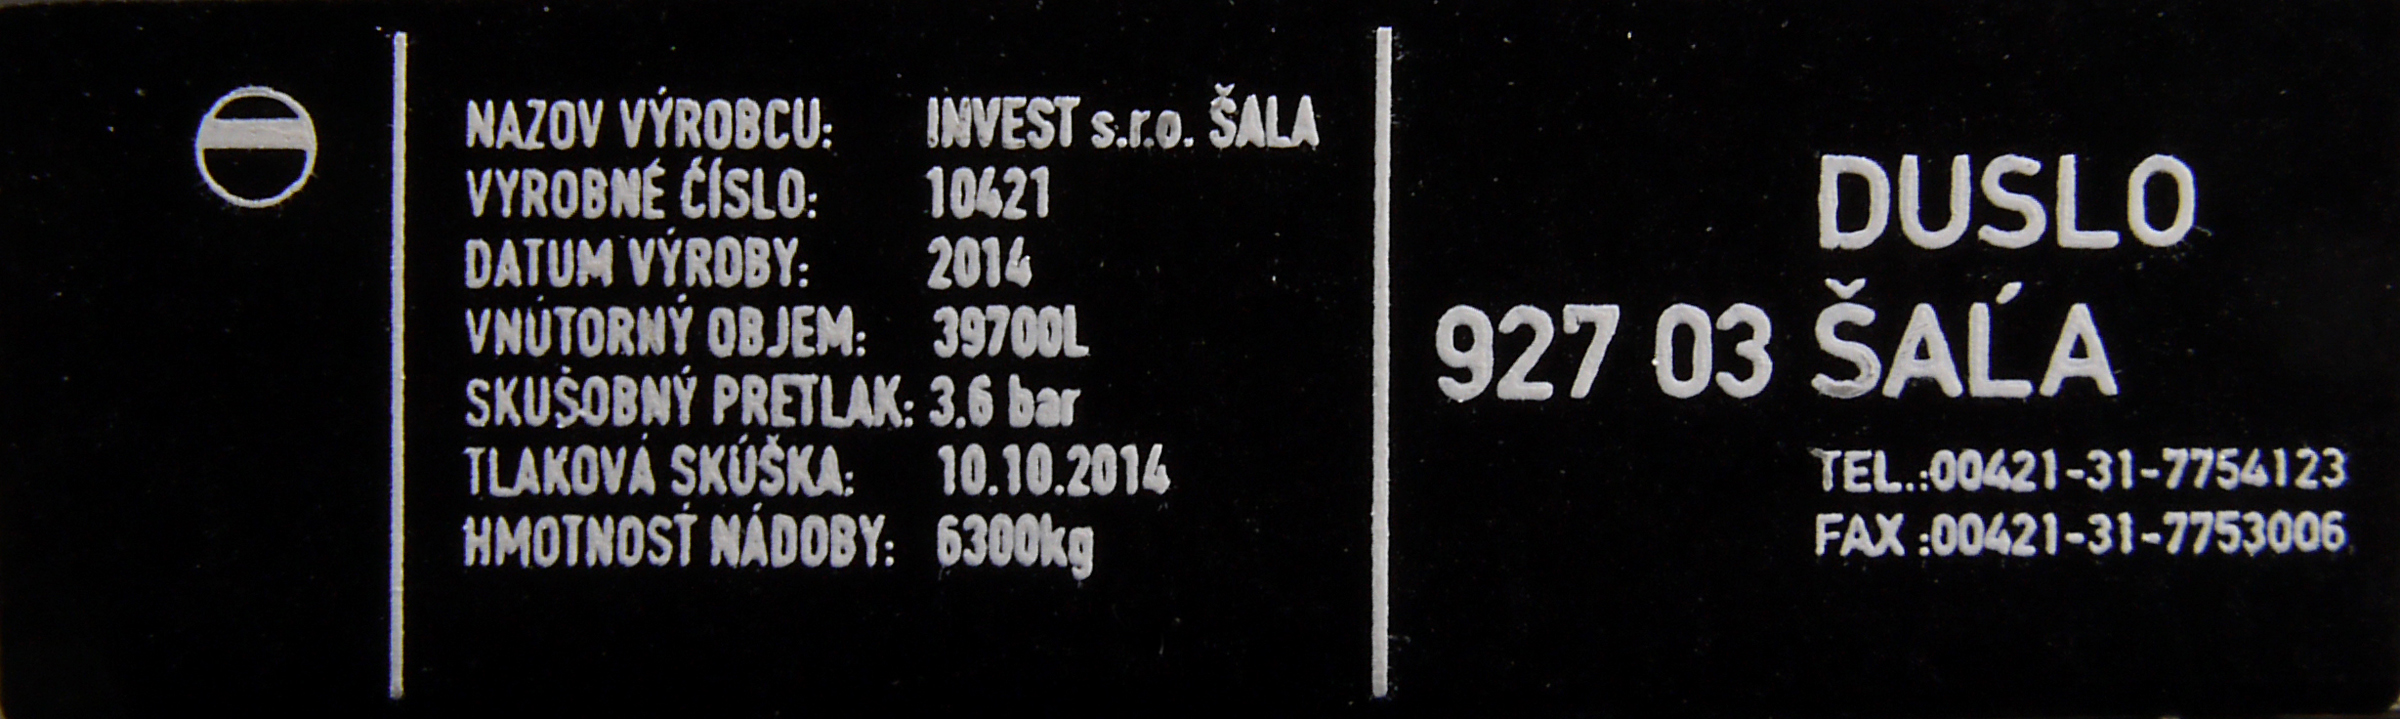 NAZOV VÝROBCU: INVEST s.r.o. ŠALA
VYROBNÉ ČÍSLO: 10421
DATUM VÝROBY: 2014
VNÚTORNÝ OBJEM: 39700L
SKUŠOBNÝ PRETLAK: 3.6 bar
TLAKOVÁ SKÚŠKA: 10.10.2014
HMOTNOSŤ NÁDOBY: 6300kg
DUSLO
927 03 ŠAĽA
TEL.:00421-31-7754123
FAX :00421-31-7753006